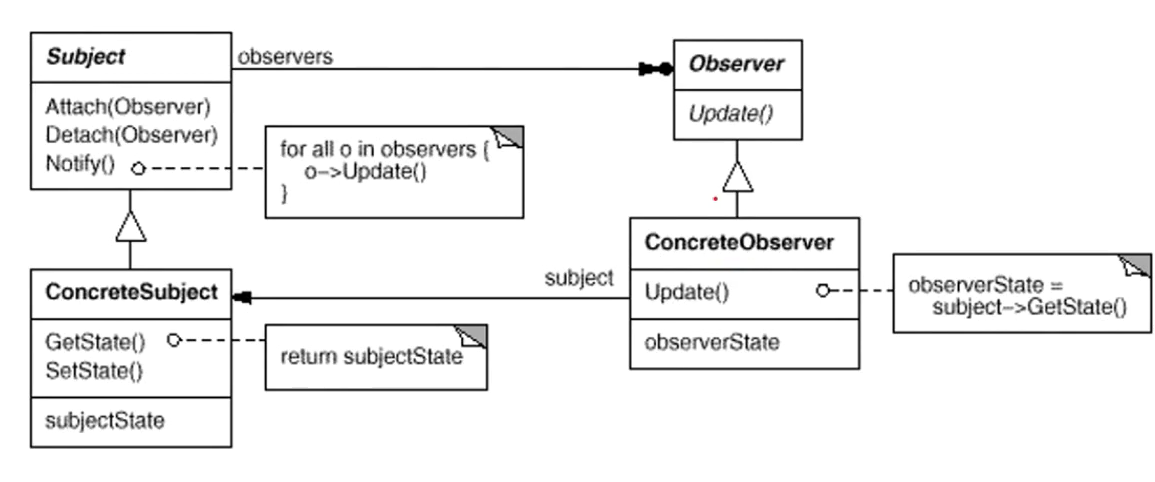 Subject
Attach(Observer)
Detach(Observer)
Notify()
observers
for all o in observers {
o->Update()
}
Observer
Update()
ConcreteSubject
GetState()
SetState()
subjectState
return subjectState
subject
ConcreteObserver
Update()
observerState
observerState =
subject->GetState()